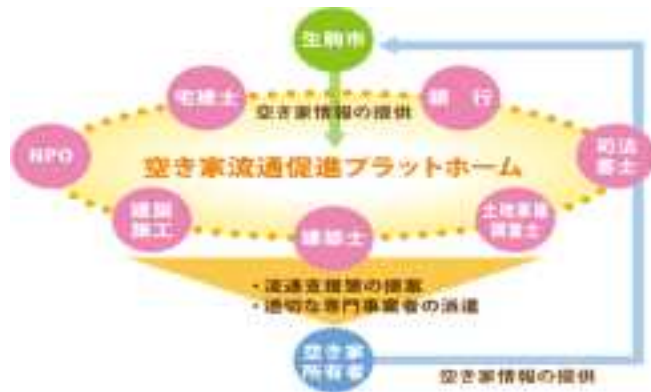 生駒市
宅建士
銀 行
空き家情報の提供
NPO
司法
書士
空き家流通促進プラットホーム
建設
施工
建築士
土地家屋
調査士
・流通支援策の提案
・適切な専門事業者の派遣
空き家
所有者
空き家情報の提供